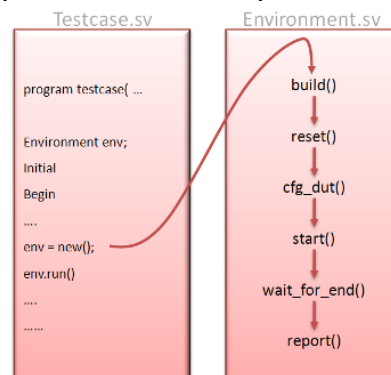 Testcase.sv
program testcase( ...
Environment env;
Initial
Begin
....
env = new();
env.run()
....
......
Environment.sv
build()
reset()
cfg_dut()
start()
wait_for_end()
report()